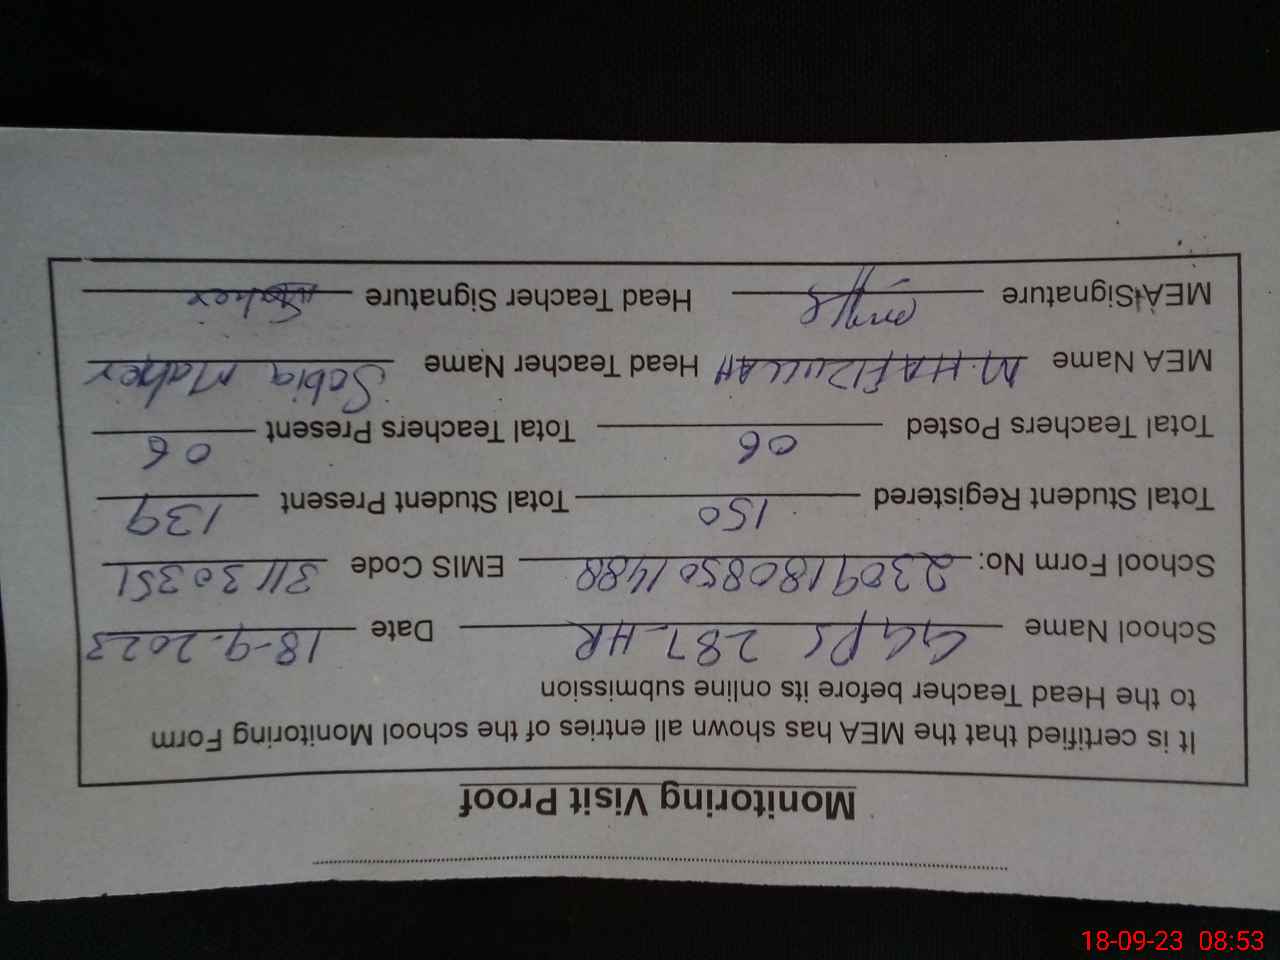 Monitoring Visit Proof
It is certified that the MEA has shown all entries of the school Monitoring Form
to the Head Teacher before its online submission
School Name GGPS 287-HR Date 18-9-2023
School Form No: 23091808501488 EMIS Code 31130351
Total Student Registered 150 Total Student Present 139
Total Teachers Posted 06 Total Teachers Present 06
MEA Name M.HAFIZULLAH Head Teacher Name Sobia Maher
MEA Signature Head Teacher Signature
18-09-23 08:53